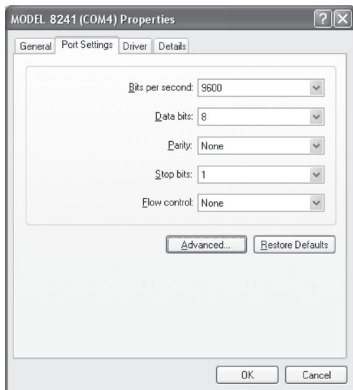 MODEL 8241 (COM4) Properties
General Port Settings Driver Details
Bits per second: 9600
Data bits: 8
Parity: None
Stop bits: 1
Flow control: None
Advanced... Restore Defaults
OK Cancel